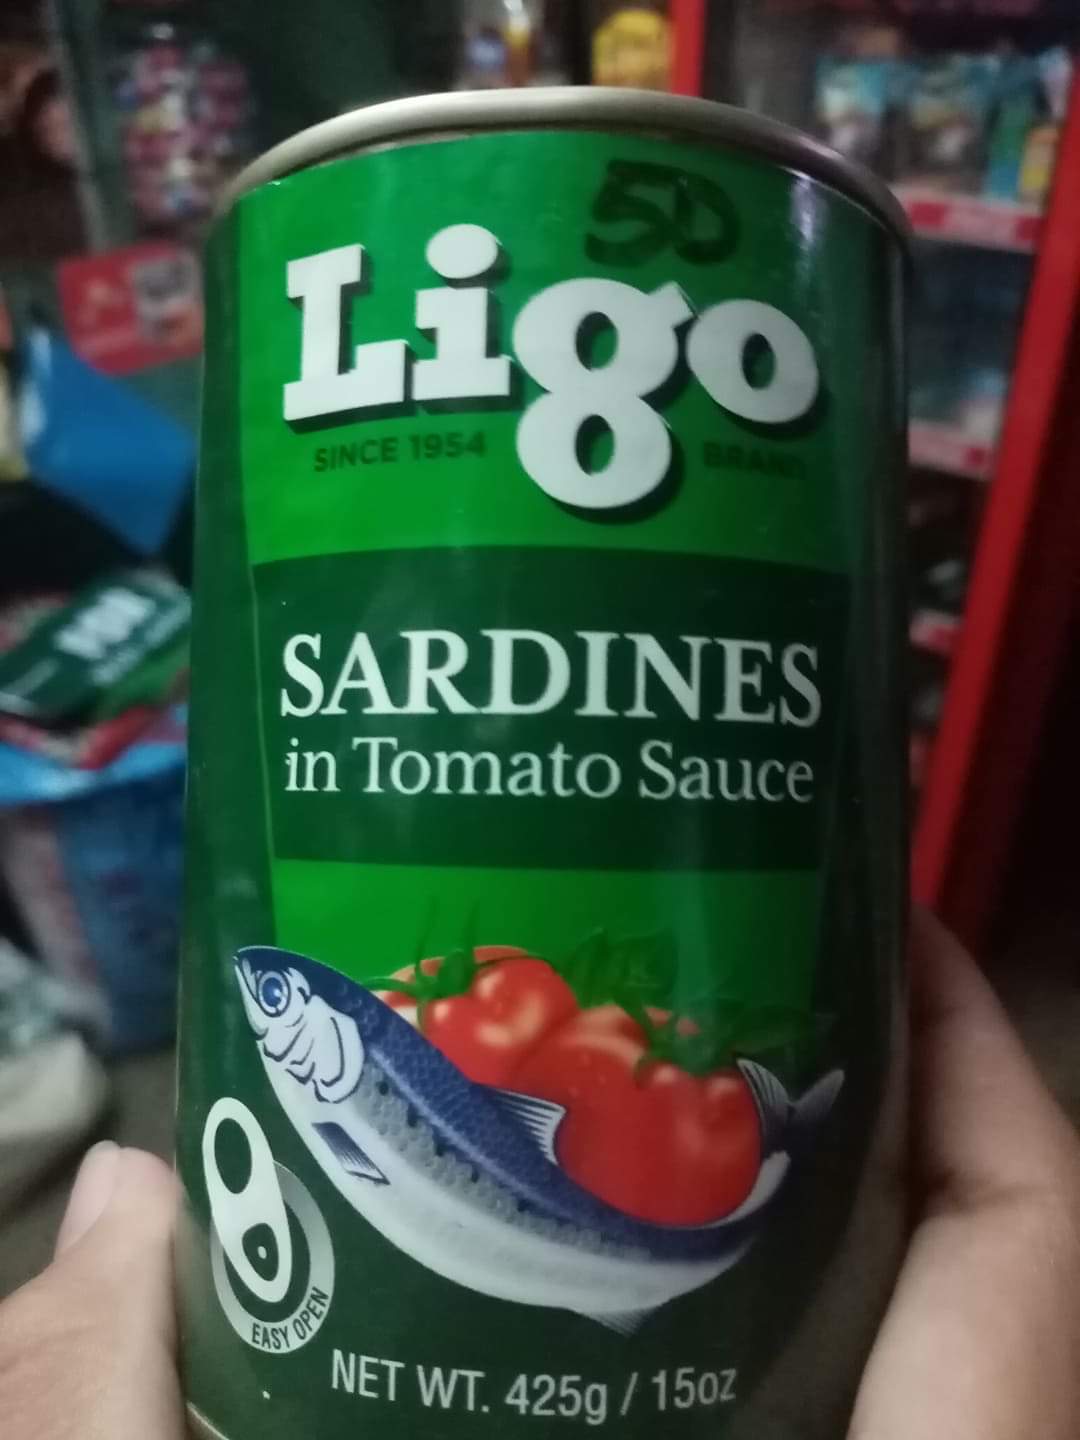 50
Ligo
SINCE 1954
BRAND
SARDINES
in Tomato Sauce
EASY OPEN
NET WT. 425g / 15oz